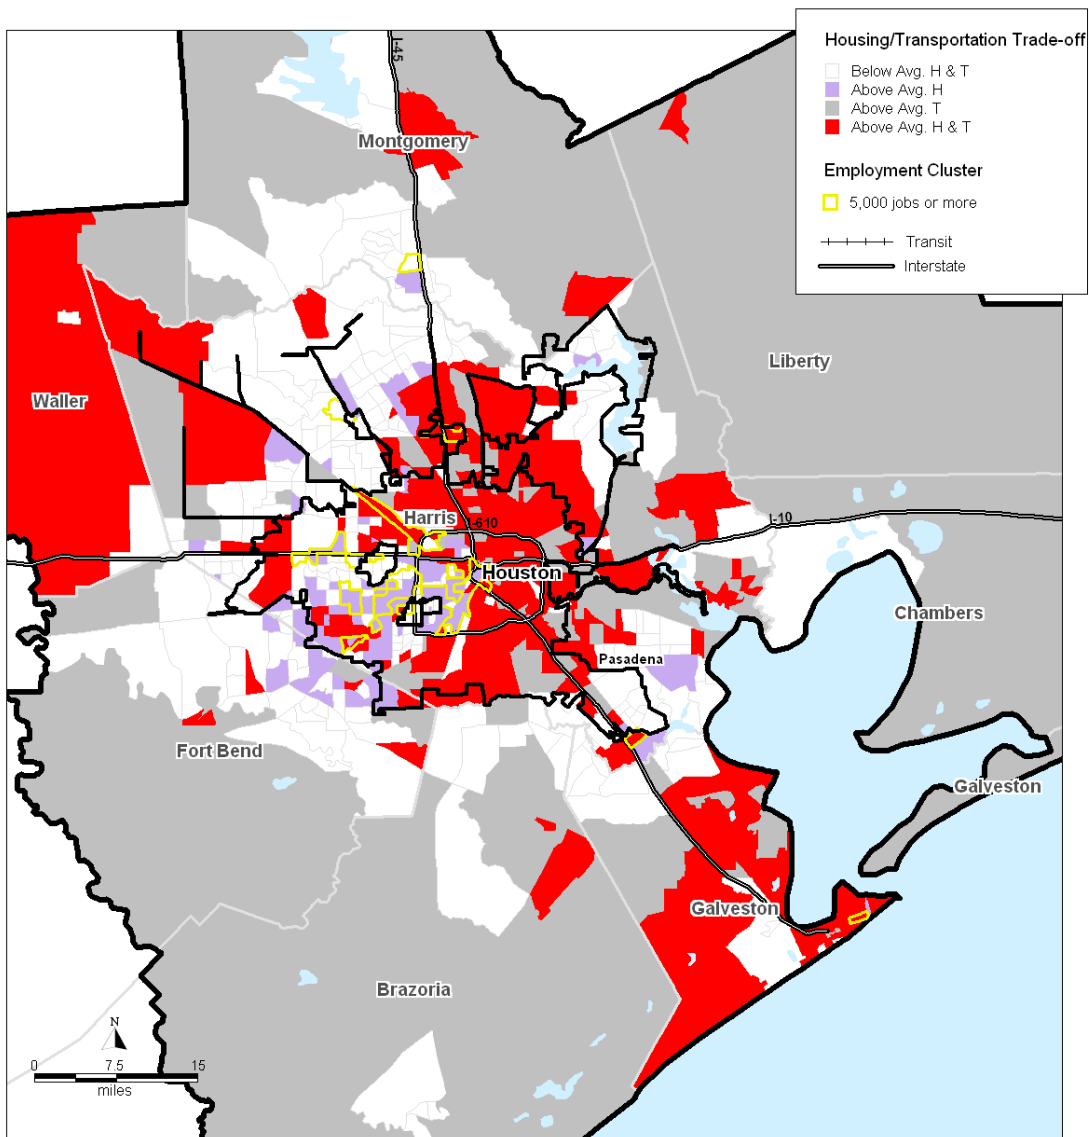 Housing/Transportation Trade-off
Below Avg. H & T
Above Avg. H
Above Avg. T
Above Avg. H & T
Employment Cluster
5,000 jobs or more
Transit
Interstate
I-45
Montgomery
Liberty
Waller
Harris
I-610
I-10
Houston
Chambers
Pasadena
Fort Bend
Galveston
Galveston
Brazoria
N
0 7.5 15
miles